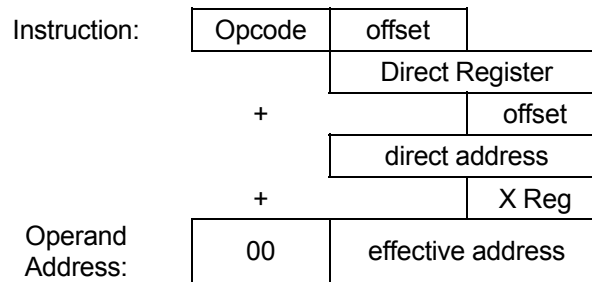 Instruction: Opcode offset
Direct Register
+ offset
direct address
+ X Reg
Operand
Address: 00 effective address